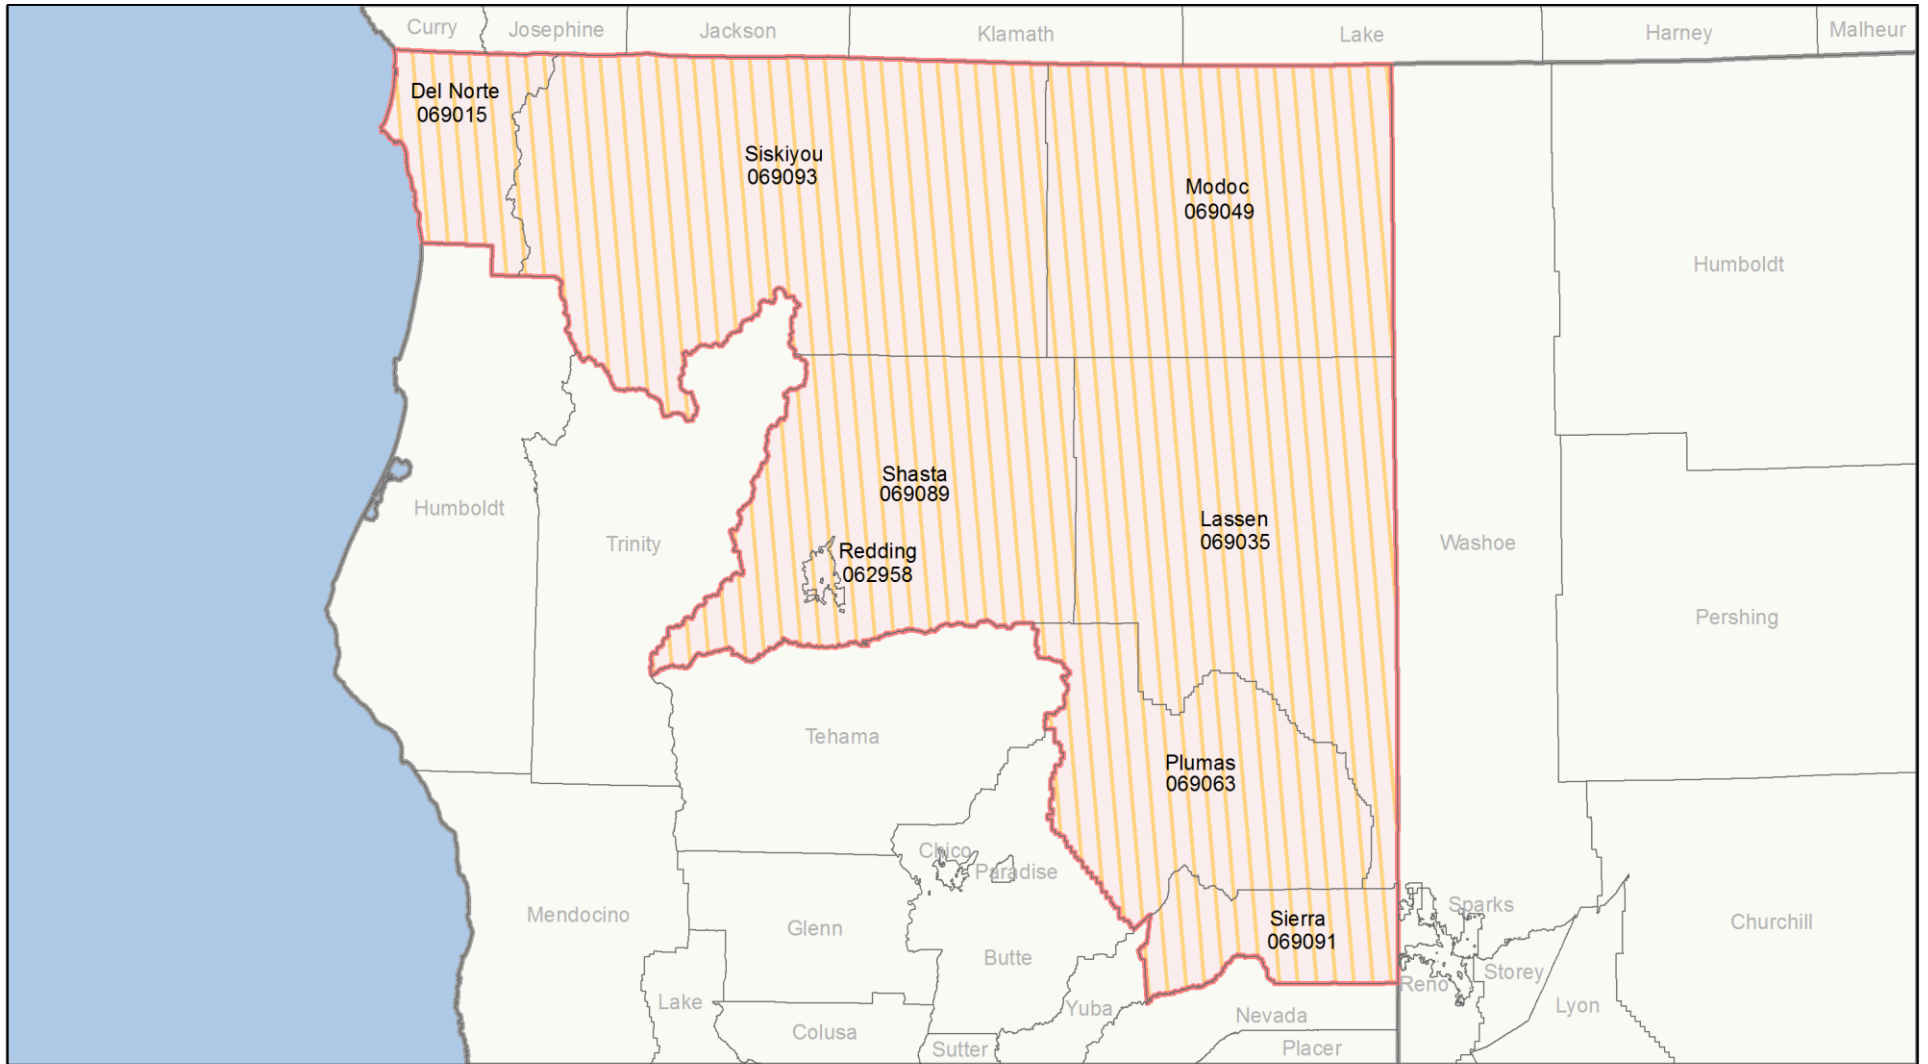 Curry
Josephine
Jackson
Klamath
Lake
Harney
Malheur
Del Norte
069015
Siskiyou
069093
Modoc
069049
Humboldt
Shasta
069089
Humboldt
Lassen
069035
Trinity
Redding
062958
Washoe
Pershing
Tehama
Plumas
069063
Chico
Paradise
Mendocino
Glenn
Sierra
069091
Sparks
Churchill
Butte
Storey
Reno
Lake
Yuba
Nevada
Lyon
Colusa
Sutter
Placer